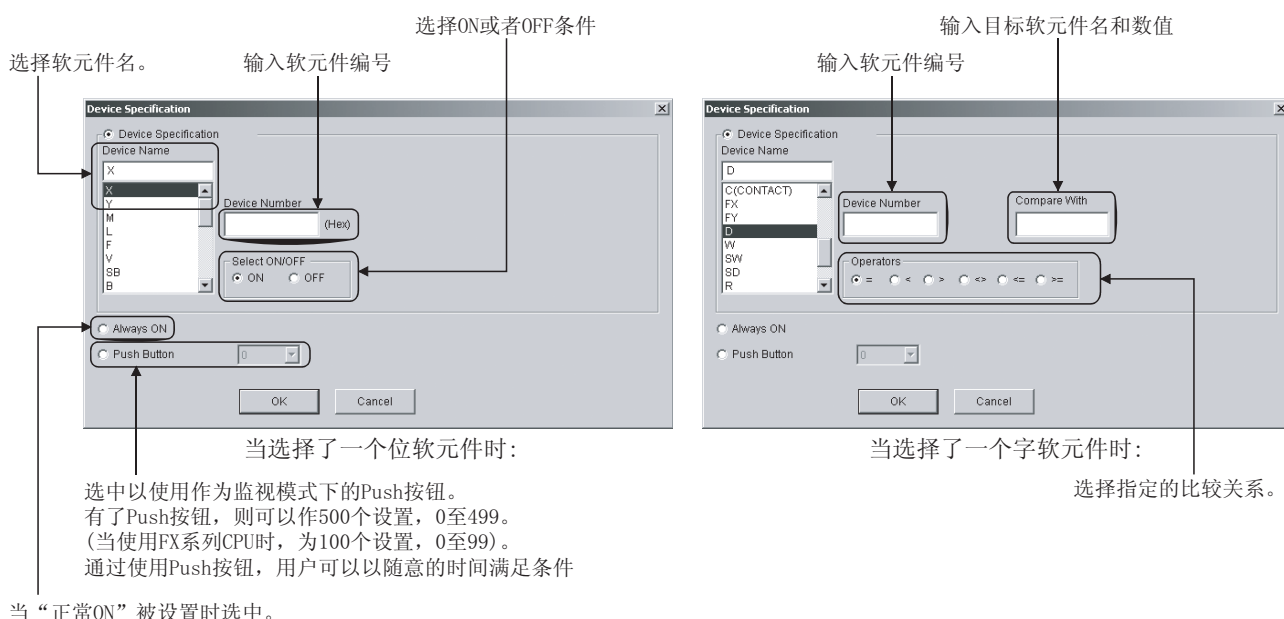 选择ON或者OFF条件
选择软元件名。
输入软元件编号
Device Specification
Device Specification
Device Name
X
X
Y
M
L
F
V
SB
B
Device Number
(Hex)
Select ON/OFF
ON OFF
Always ON
Push Button 0
OK Cancel
当选择了一个位软元件时:
选中以使用作为监视模式下的Push按钮。
有了Push按钮，则可以作500个设置，0至499。
(当使用FX系列CPU时，为100个设置，0至99)。
通过使用Push按钮，用户可以以随意的时间满足条件
当“正常ON”被设置时选中。
输入目标软元件名和数值
输入软元件编号
Device Specification
Device Specification
Device Name
D
C(CONTACT)
FX
FY
D
W
SW
SD
R
Device Number
Compare With
Operators
= < > <> <= >=
Always ON
Push Button 0
OK Cancel
当选择了一个字软元件时:
选择指定的比较关系。